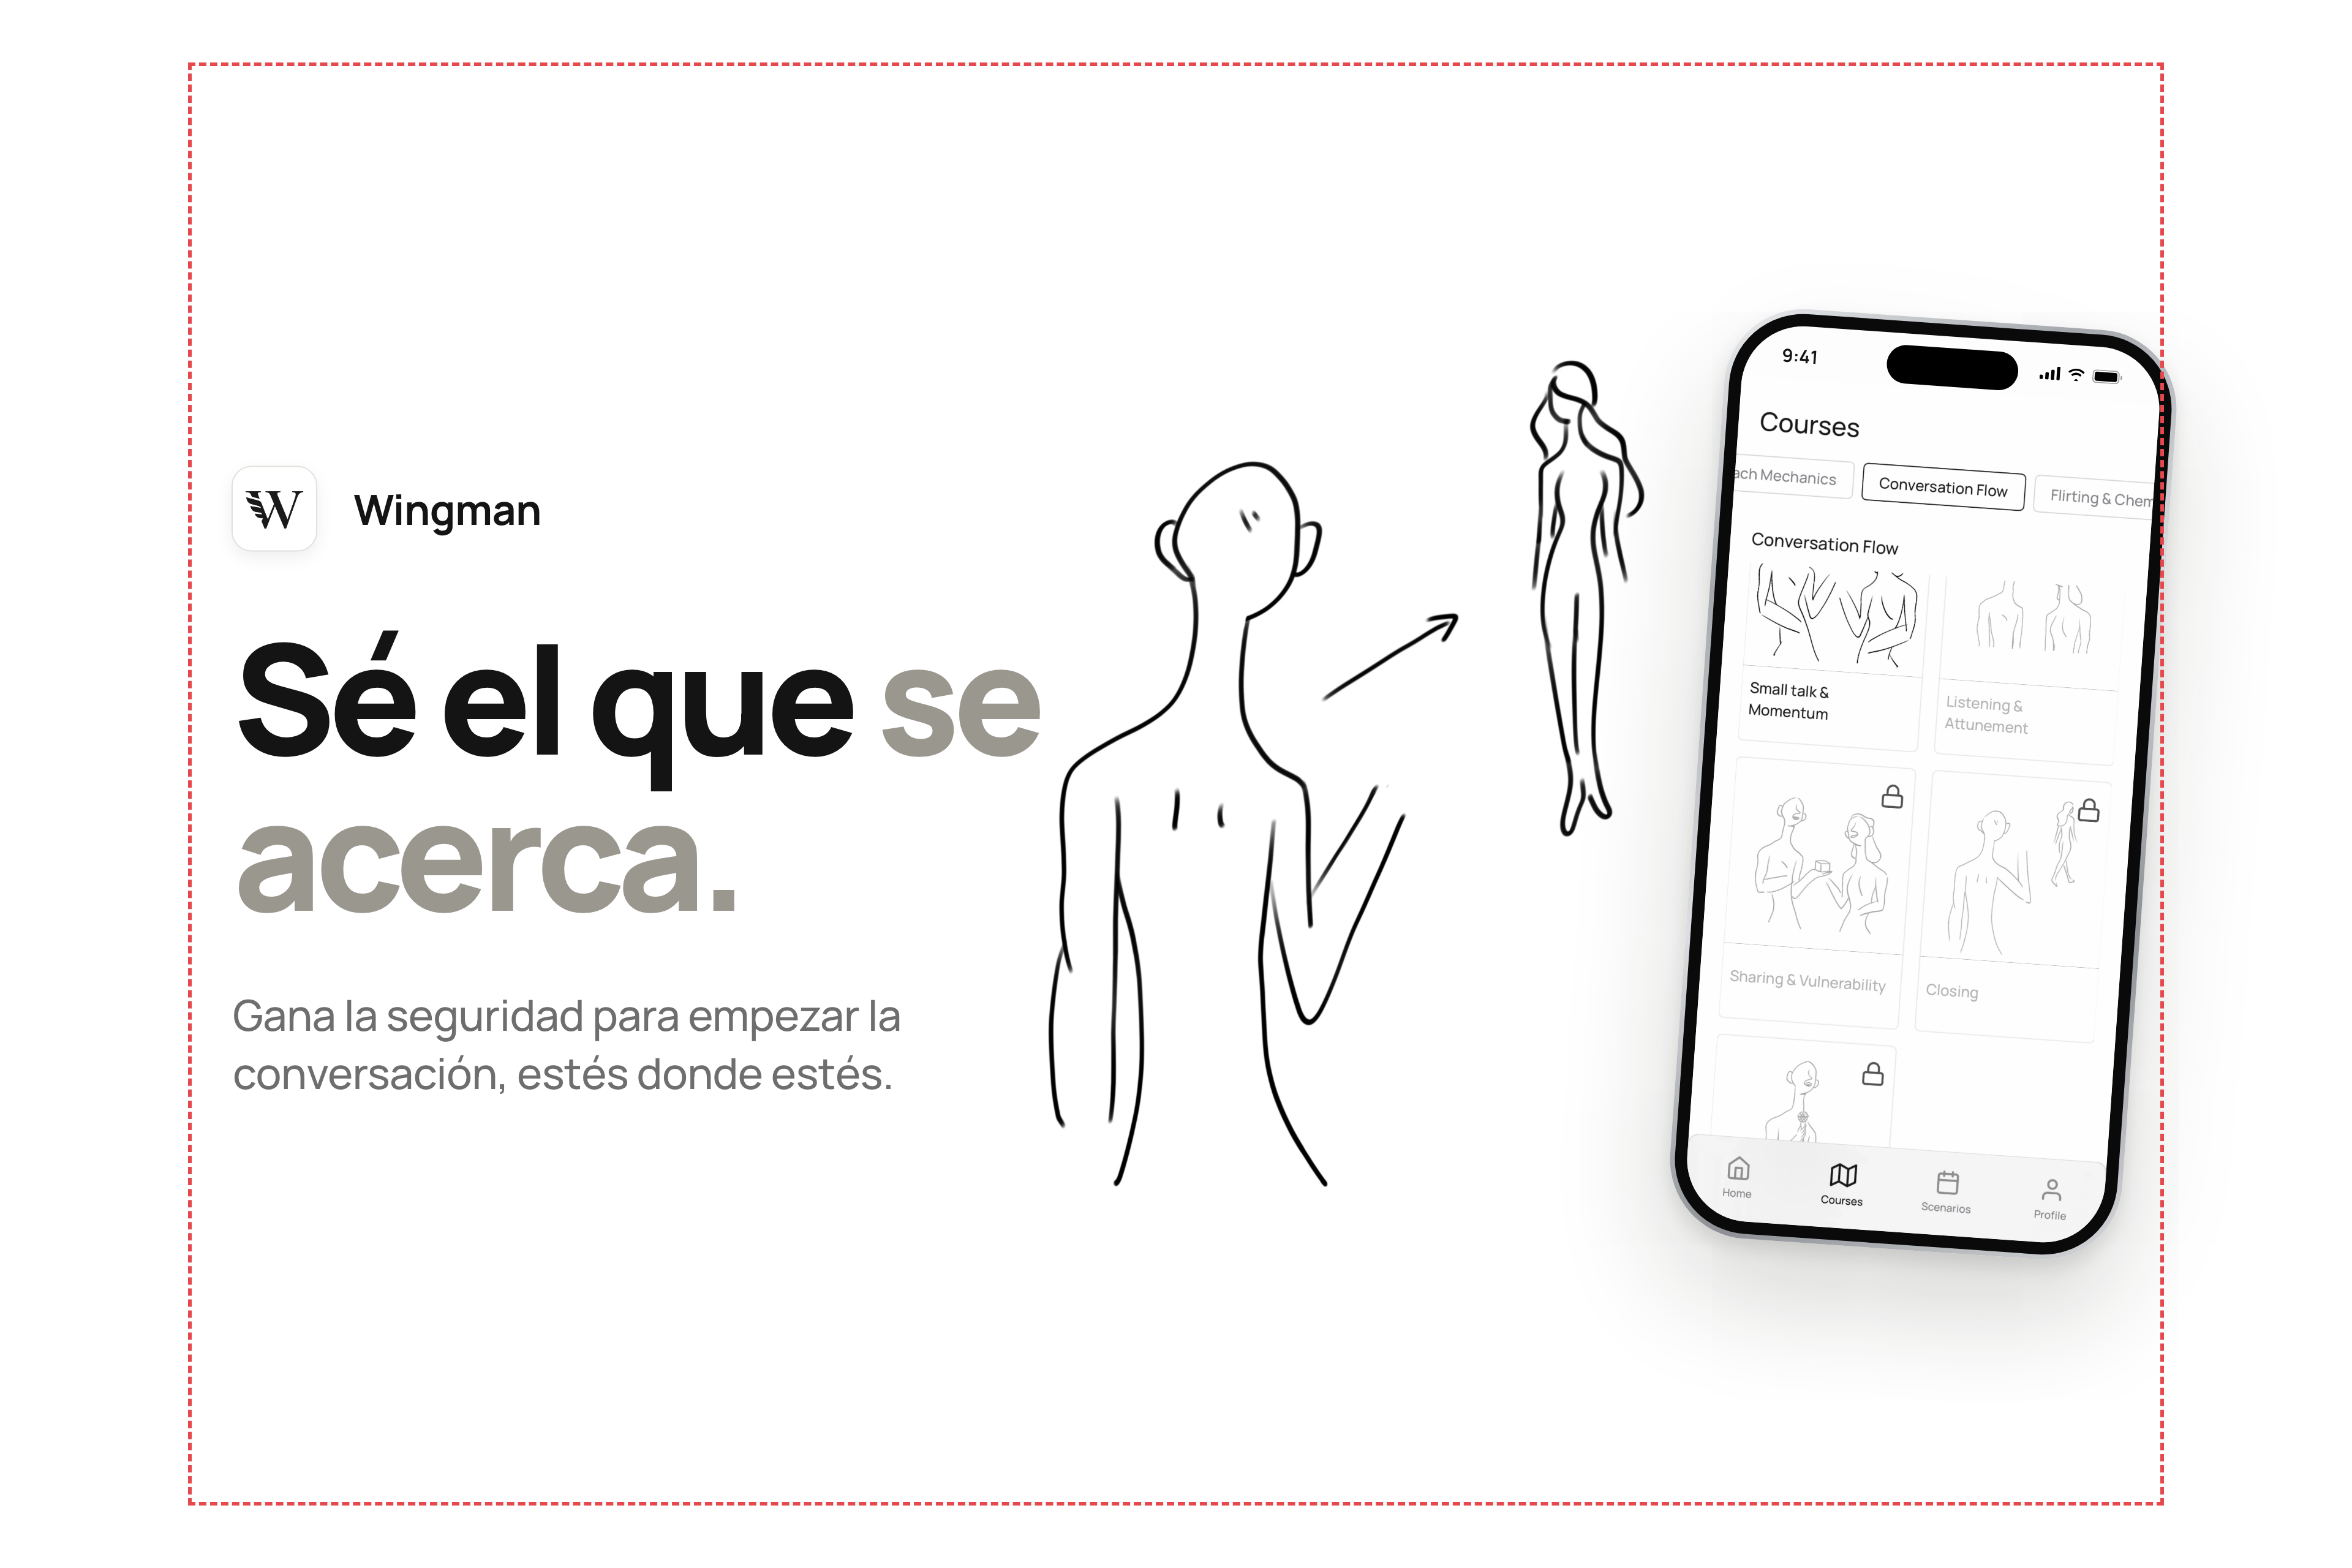 W
Wingman
Sé el que se
acerca.
Gana la seguridad para empezar la
conversación, estés donde estés.
9:41
Courses
ach Mechanics
Conversation Flow
Flirting & Chem
Conversation Flow
Small talk &
Momentum
Listening &
Attunement
Sharing & Vulnerability
Closing
Home
Courses
Scenarios
Profile